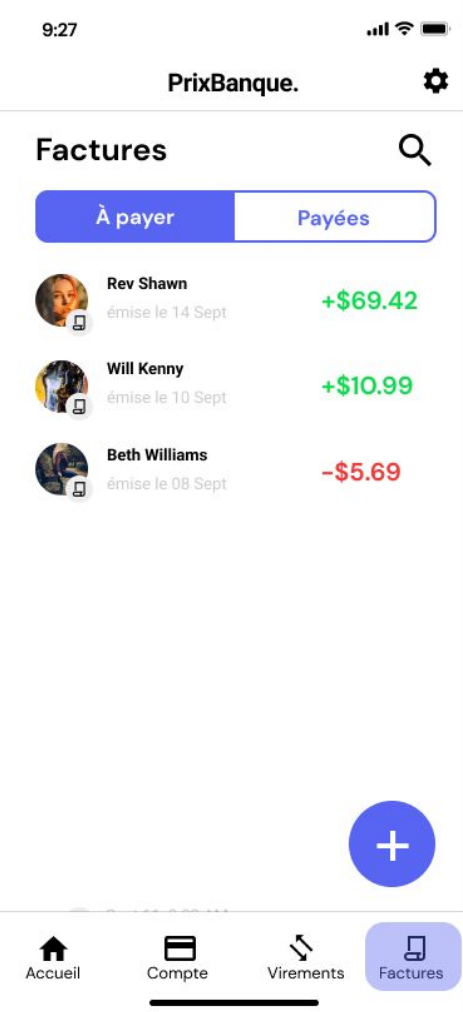 9:27
PrixBanque.
Factures
À payer
Payées
Rev Shawn
émise le 14 Sept
+$69.42
Will Kenny
émise le 10 Sept
+$10.99
Beth Williams
émise le 08 Sept
-$5.69
Accueil
Compte
Virements
Factures